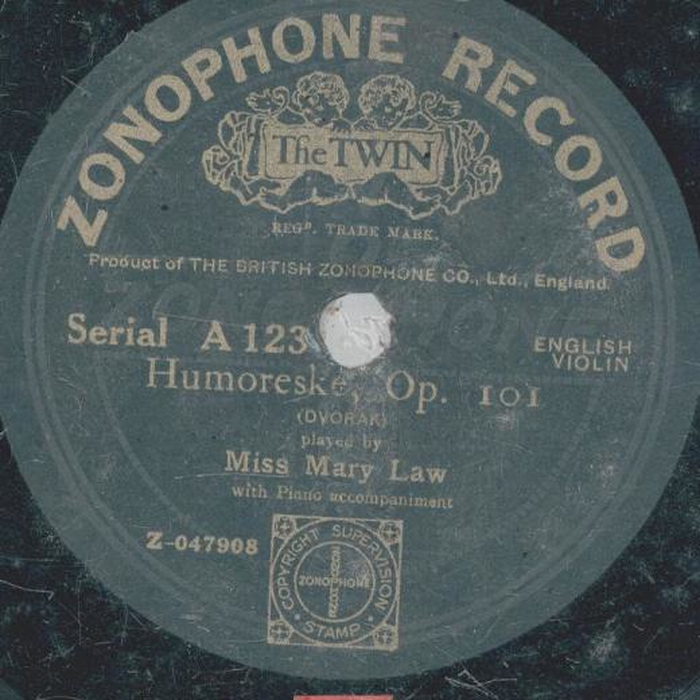 ZONOPHONE RECORD
The TWIN
REGD. TRADE MARK.
Product of THE BRITISH ZONOPHONE CO., Ltd., England.
Serial A 123
ENGLISH
VIOLIN
Humoreske, Op. 101
(DVORAK)
played by
Miss Mary Law
with Piano accompaniment
Z-047908
COPYRIGHT SUPERVISION
ZONOPHONE
STAMP